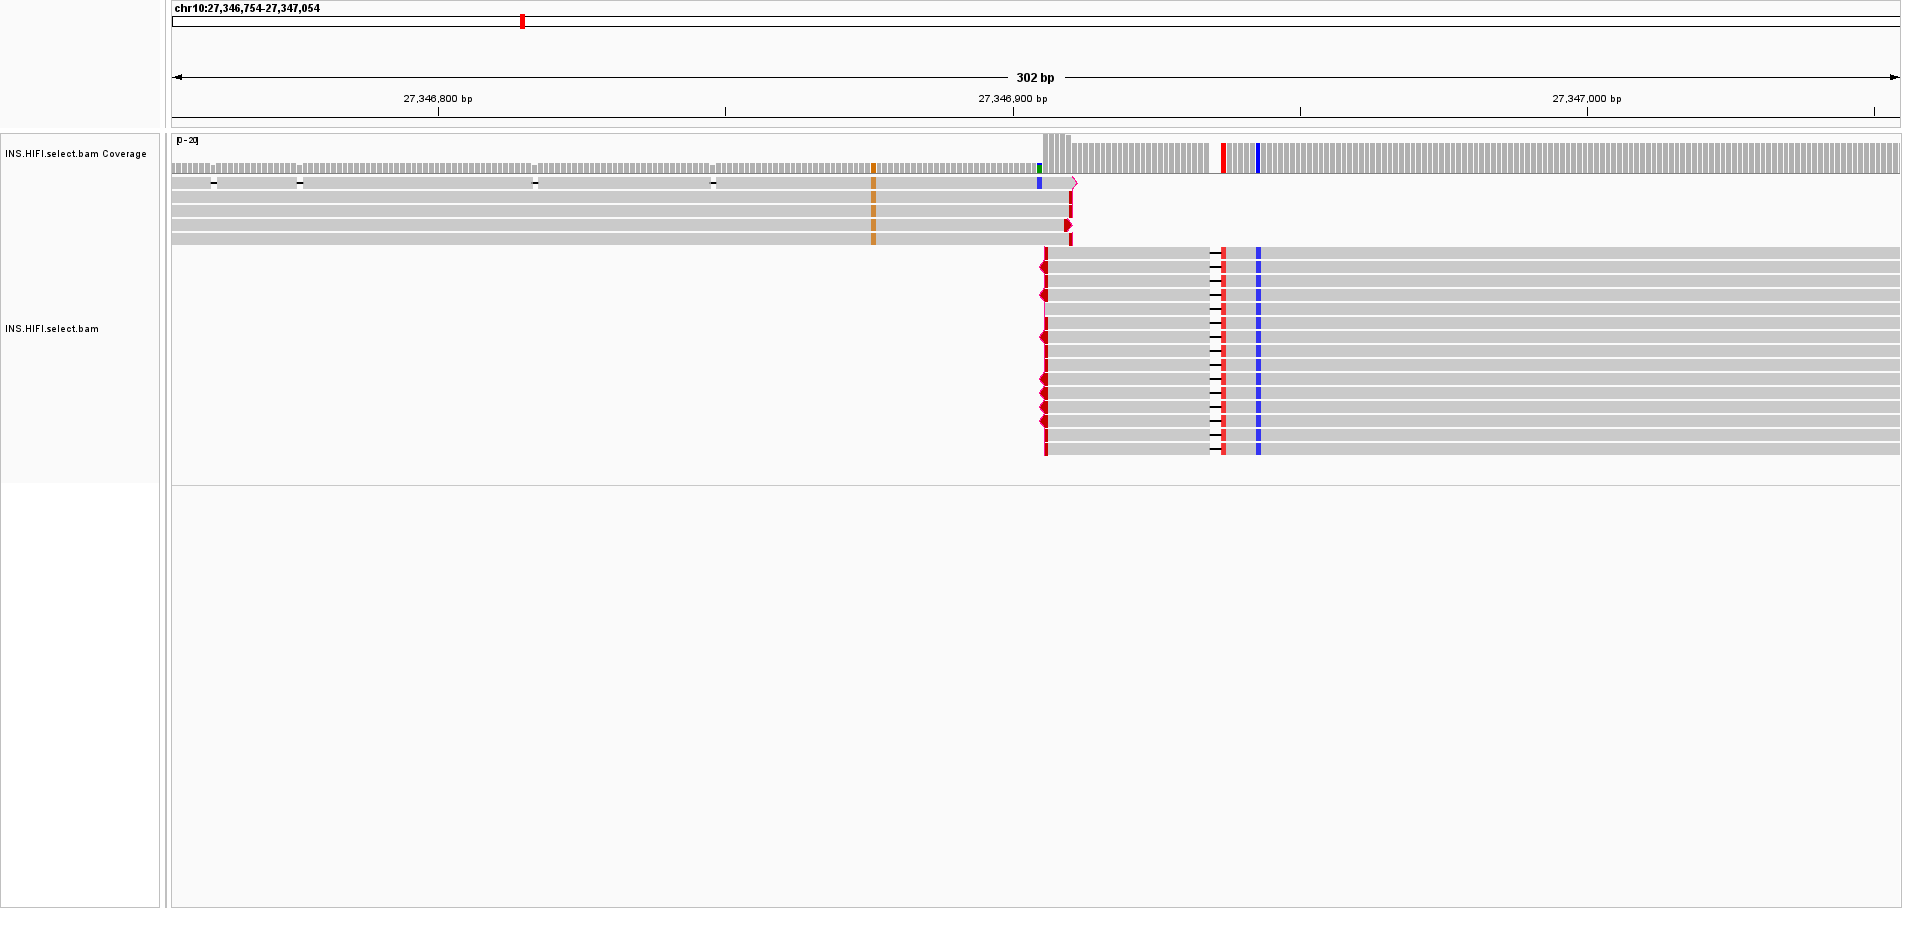 chr10:27,346,754-27,347,054
302 bp
27,346,800 bp 27,346,900 bp 27,347,000 bp
[0-20]
INS.HIFI.select.bam Coverage
INS.HIFI.select.bam